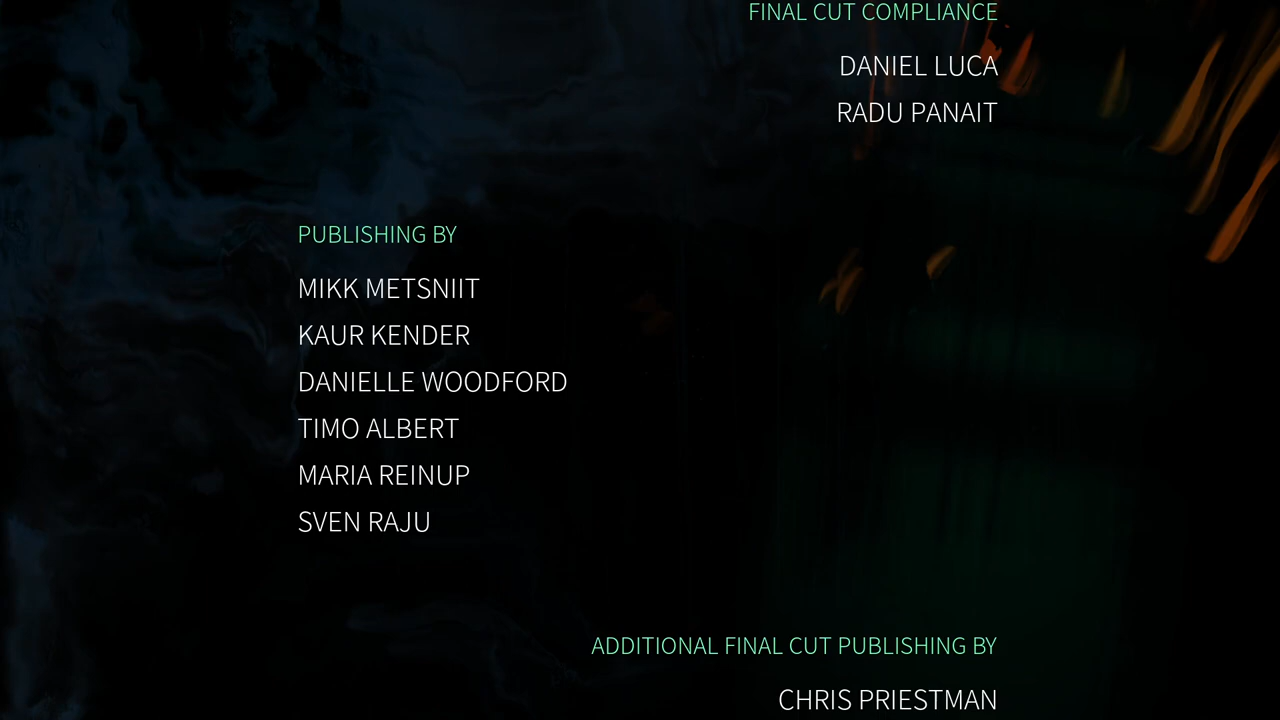 FINAL CUT COMPLIANCE
DANIEL LUCA
RADU PANAIT
PUBLISHING BY
MIKK METSNIIT
KAUR KENDER
DANIELLE WOODFORD
TIMO ALBERT
MARIA REINUP
SVEN RAJU
ADDITIONAL FINAL CUT PUBLISHING BY
CHRIS PRIESTMAN